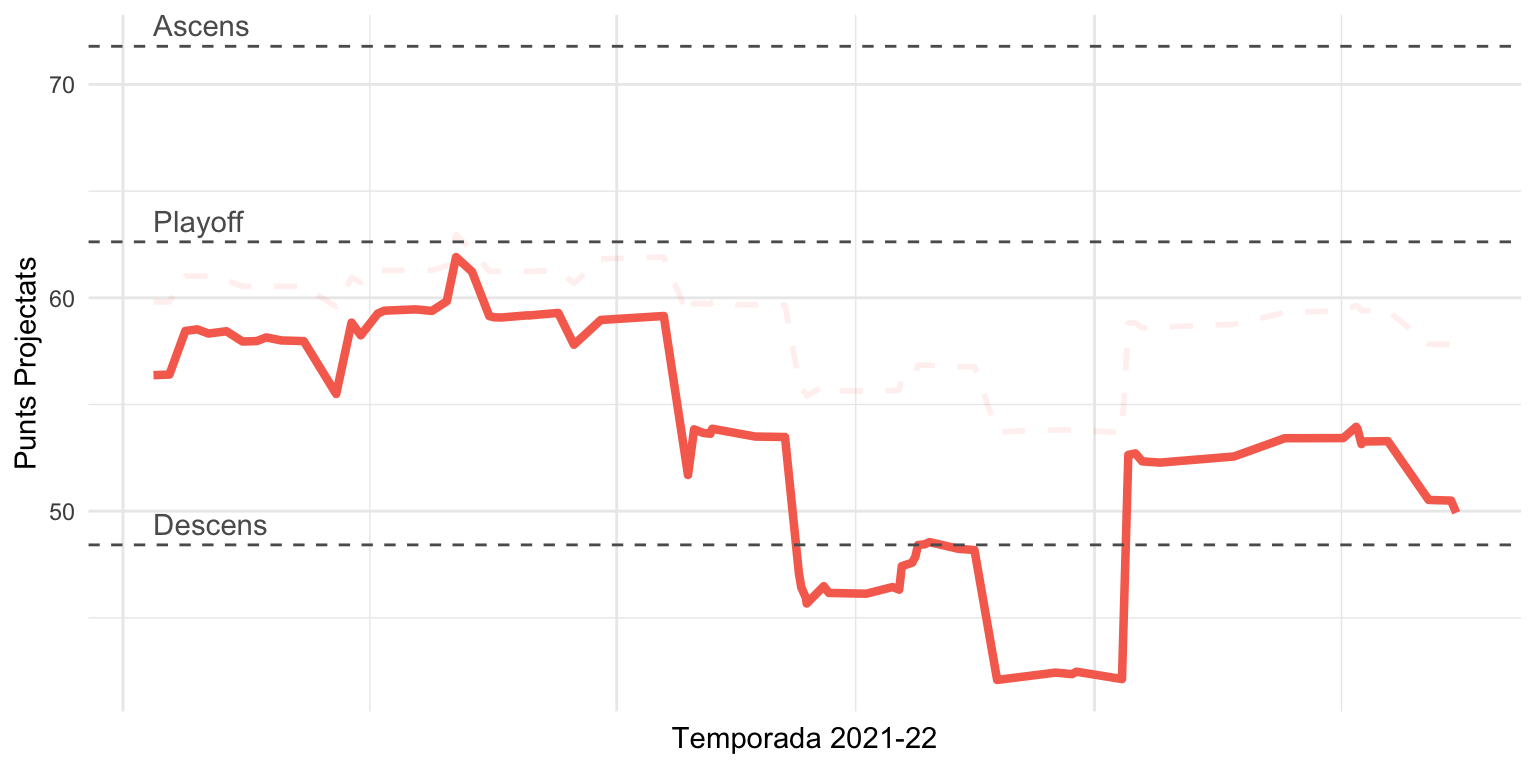 Ascens
70
Playoff
60
Punts Projectats
50
Descens
Temporada 2021-22